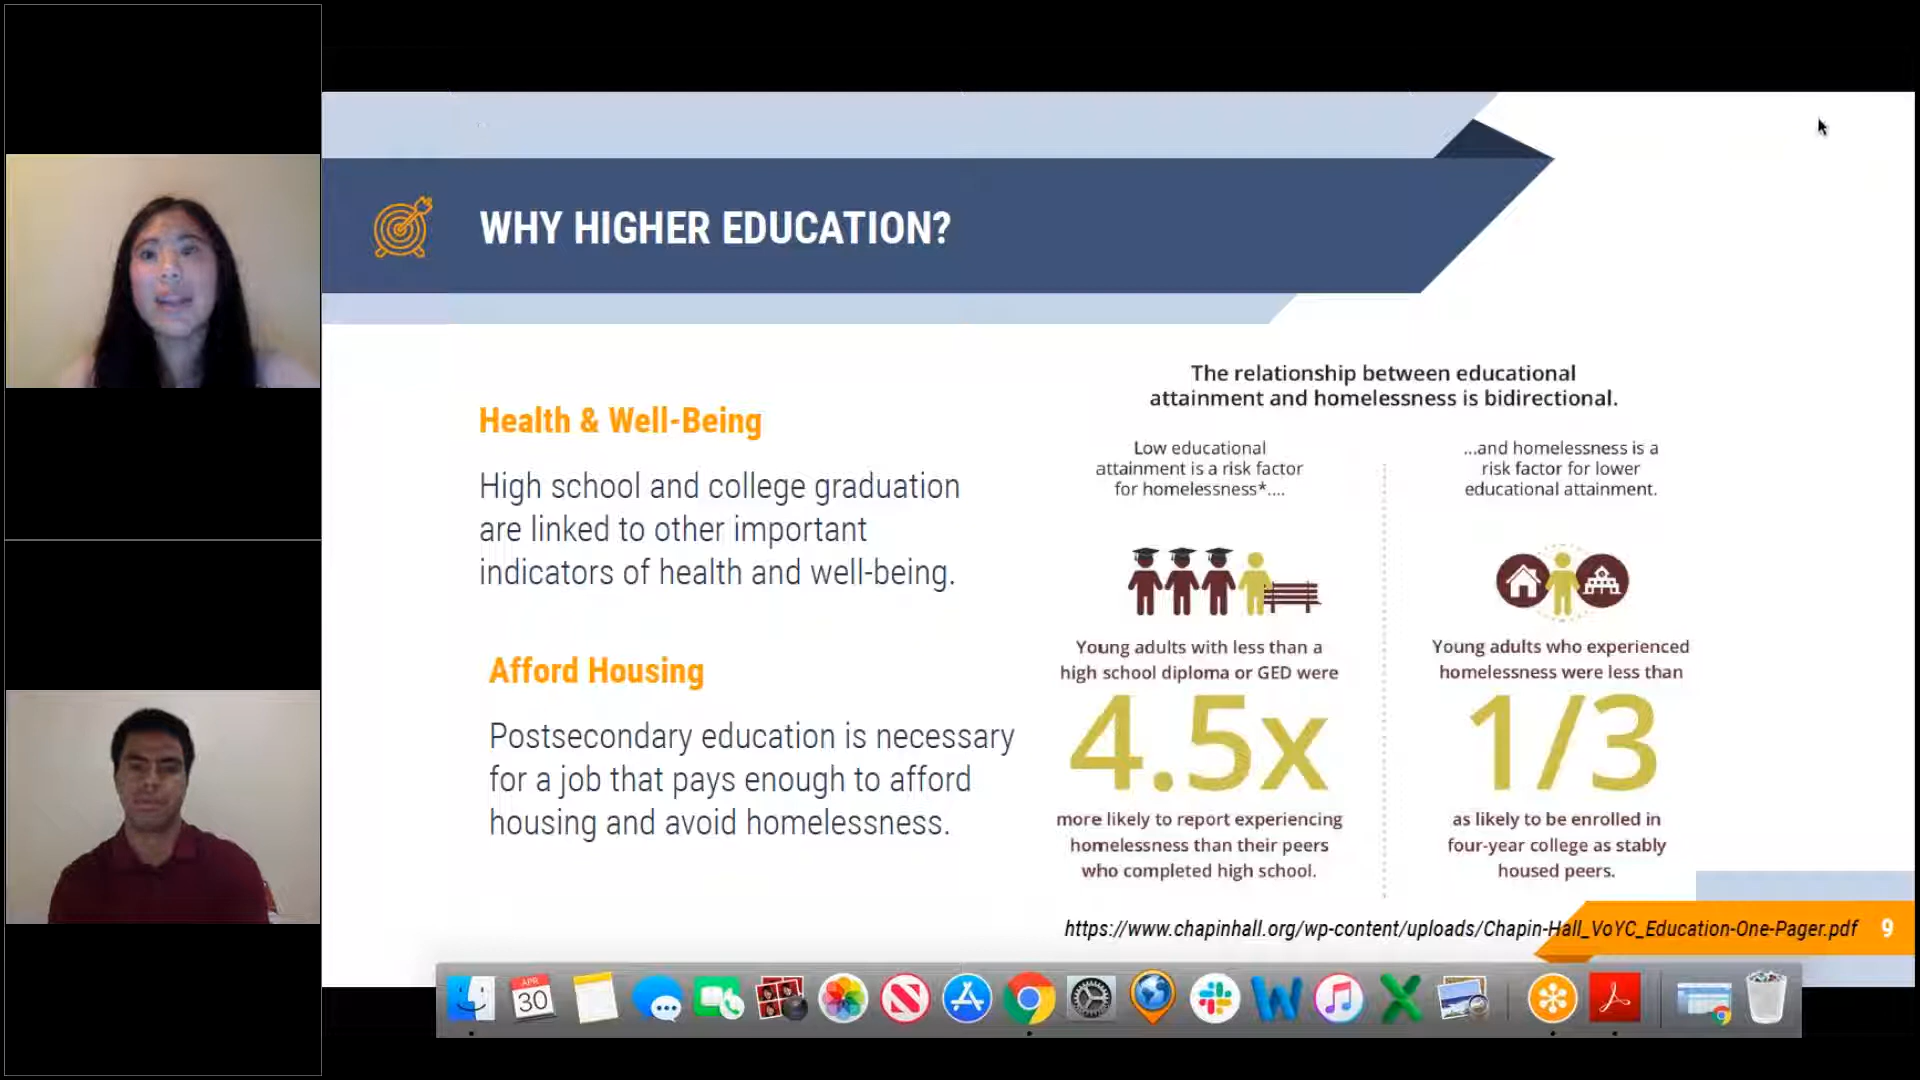 WHY HIGHER EDUCATION?
Health & Well-Being
High school and college graduation
are linked to other important
indicators of health and well-being.
Afford Housing
Postsecondary education is necessary
for a job that pays enough to afford
housing and avoid homelessness.
The relationship between educational
attainment and homelessness is bidirectional.
Low educational
attainment is a risk factor
for homelessness*....
Young adults with less than a
high school diploma or GED were
4.5x
more likely to report experiencing
homelessness than their peers
who completed high school.
...and homelessness is a
risk factor for lower
educational attainment.
Young adults who experienced
homelessness were less than
1/3
as likely to be enrolled in
four-year college as stably
housed peers.
https://www.chapinhall.org/wp-content/uploads/Chapin-Hall_VoYC_Education-One-Pager.pdf
9
APR
30